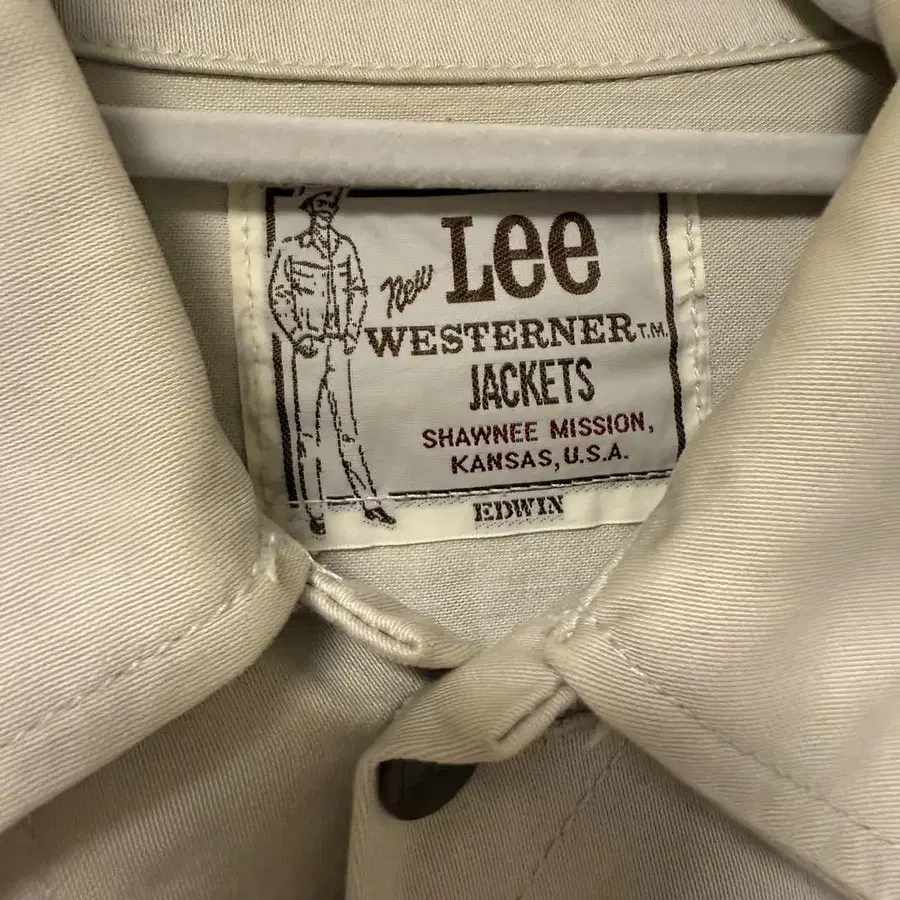 New Lee
WESTERNER T.M.
JACKETS
SHAWNEE MISSION,
KANSAS, U.S.A.
EDWIN